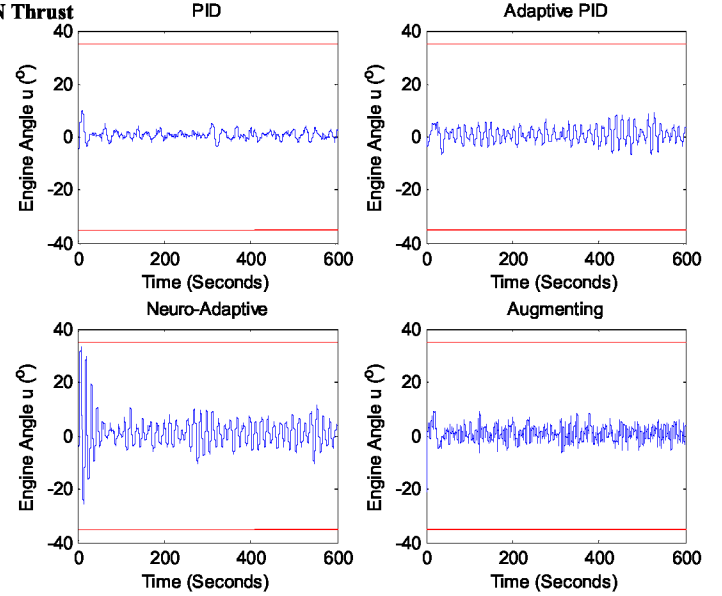 N Thrust
PID
Adaptive PID
Engine Angle u (º)
40
20
0
-20
-40
0 200 400 600
Time (Seconds)
Engine Angle u (º)
40
20
0
-20
-40
0 200 400 600
Time (Seconds)
Neuro-Adaptive
Augmenting
Engine Angle u (º)
40
20
0
-20
-40
0 200 400 600
Time (Seconds)
Engine Angle u (º)
40
20
0
-20
-40
0 200 400 600
Time (Seconds)